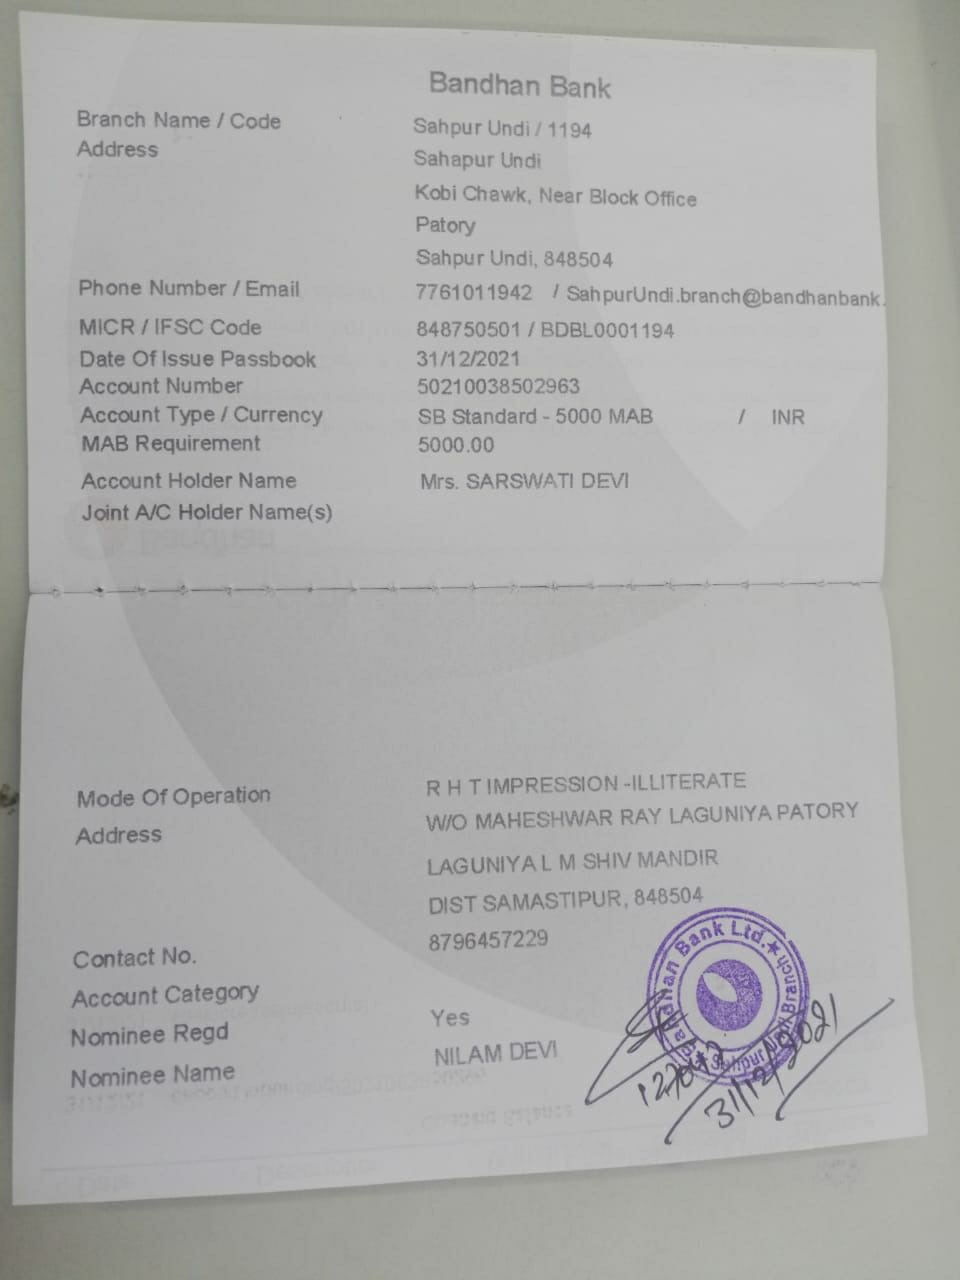 Bandhan Bank
Branch Name / Code Sahpur Undi / 1194
Address Sahapur Undi
Kobi Chawk, Near Block Office
Patory
Sahpur Undi, 848504
Phone Number / Email 7761011942 / SahpurUndi.branch@bandhanbank.
MICR / IFSC Code 848750501 / BDBL0001194
Date Of Issue Passbook 31/12/2021
Account Number 50210038502963
Account Type / Currency SB Standard - 5000 MAB / INR
MAB Requirement 5000.00
Account Holder Name Mrs. SARSWATI DEVI
Joint A/C Holder Name(s)
Mode Of Operation R H T IMPRESSION -ILLITERATE
Address W/O MAHESHWAR RAY LAGUNIYA PATORY
LAGUNIYA L M SHIV MANDIR
DIST SAMASTIPUR, 848504
Contact No. 8796457229
Account Category
Nominee Regd Yes
Nominee Name NILAM DEVI
Bandhan Bank Ltd.★
Sahpur Undi Branch ★
31/12/2021